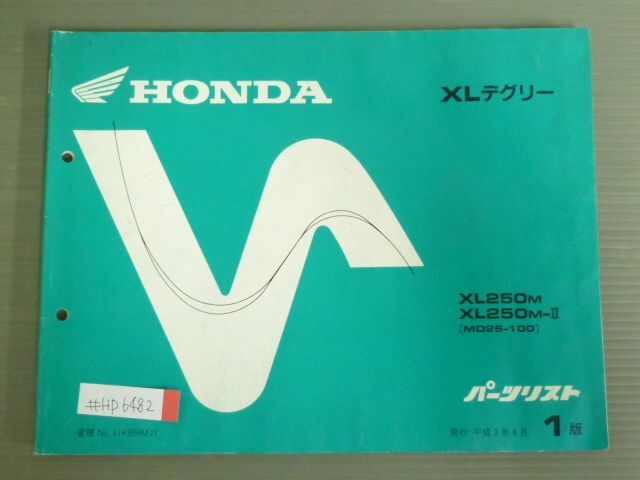 HONDA
XLデグリー
XL250M
XL250M-II
(MD26-100)
パーツリスト
#HD6482
管理 No. 11KBRMJ1
発行 平成3年4月 1版